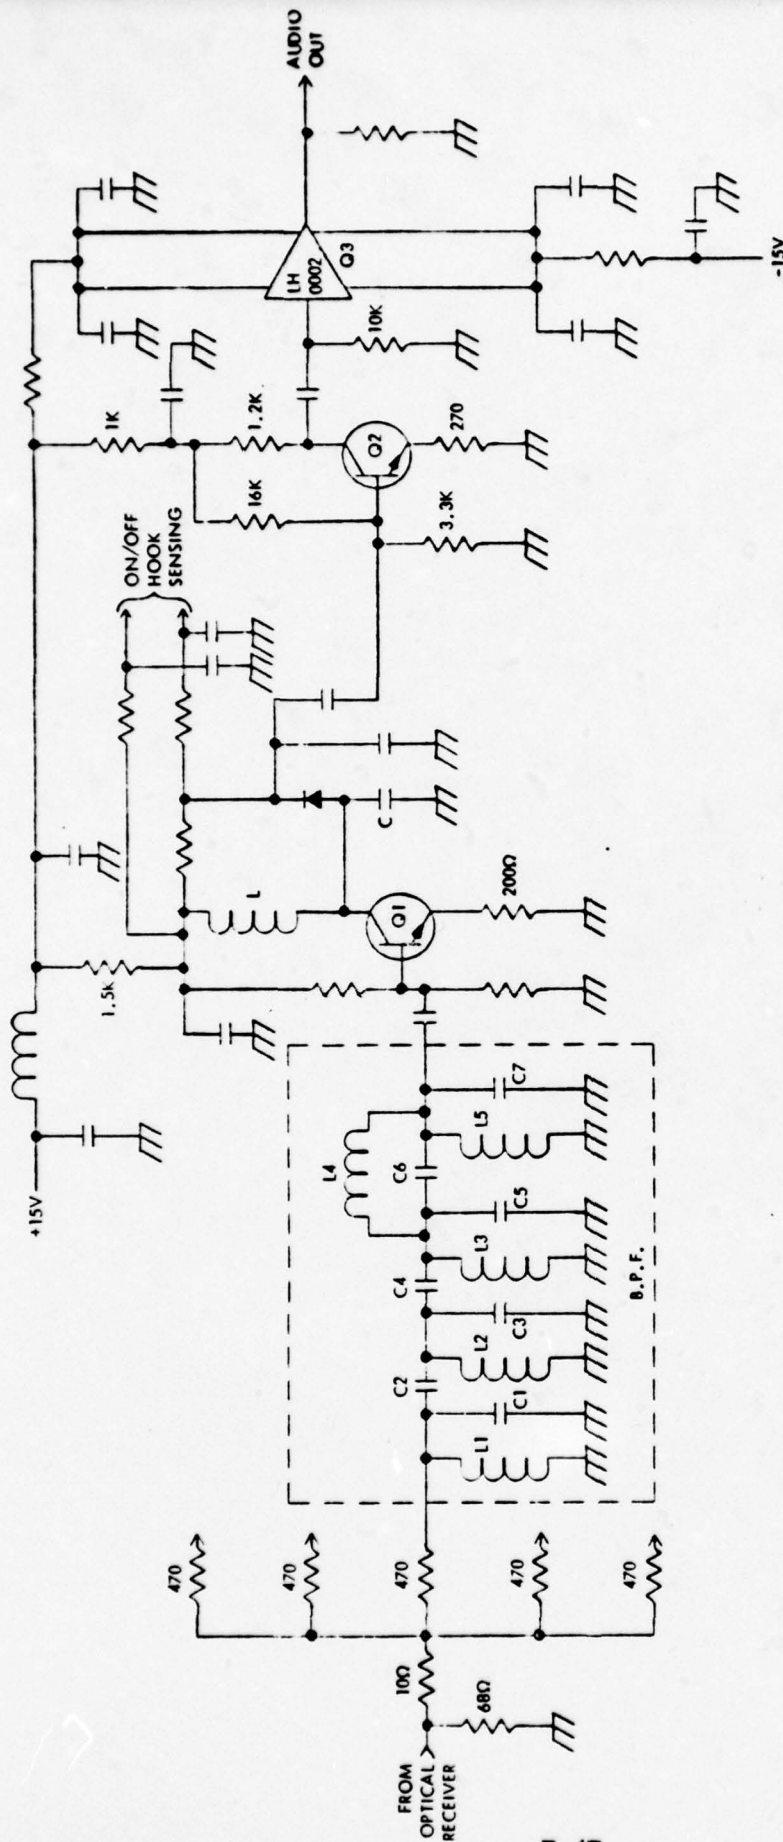 +15V
1.5K
ON/OFF
HOOK
SENSING
1K
16K
1.2K
LH
0002
Q3
AUDIO
OUT
10K
Q2
270
3.3K
-15V
L
C
Q1
200Ω
FROM
OPTICAL
RECEIVER
68Ω
10Ω
470
470
470
470
470
L1
C1
C2
L2
C3
C4
L3
C5
L4
C6
L5
C7
B.P.F.